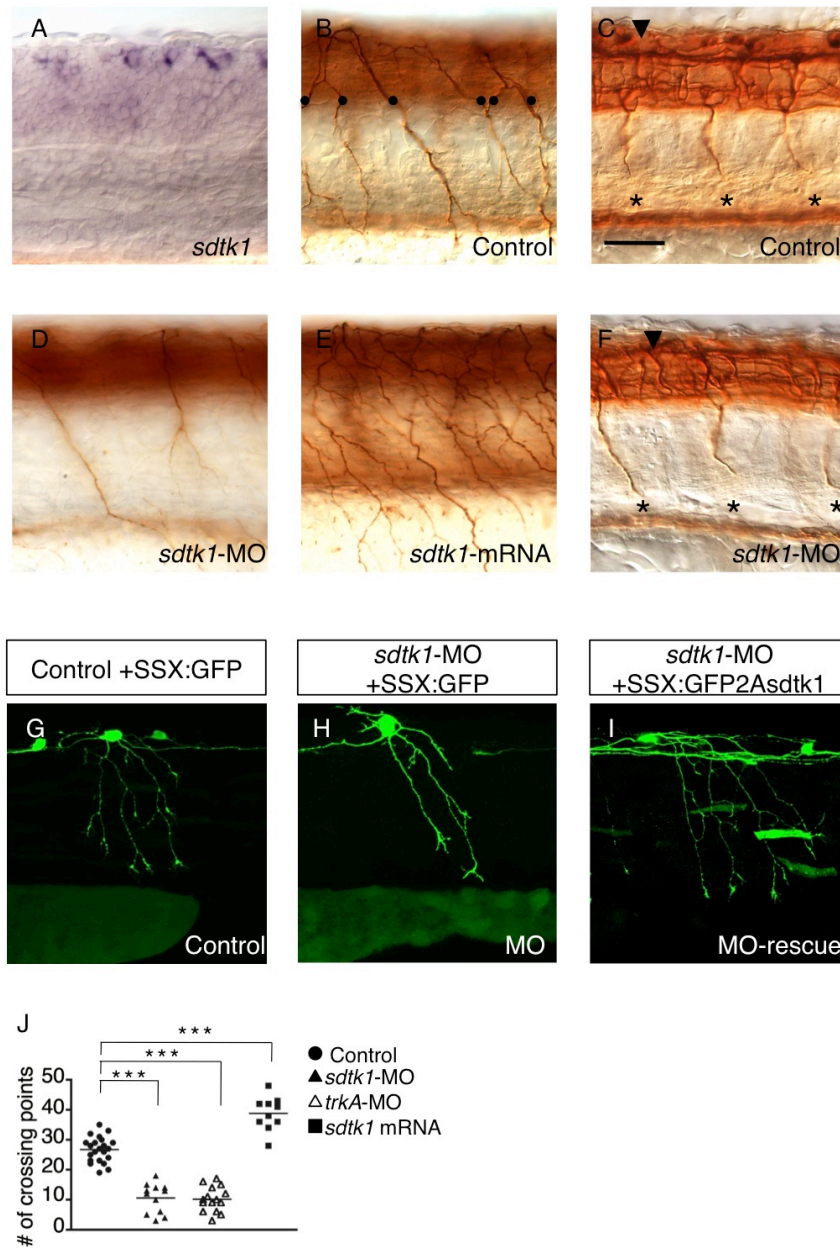 A
B
C
sdtk1
Control
*
*
*
Control
D
E
F
sdtk1-MO
sdtk1-mRNA
*
*
*
sdtk1-MO
Control +SSX:GFP
sdtk1-MO
+SSX:GFP
sdtk1-MO
+SSX:GFP2Asdtk1
G
H
I
Control
MO
MO-rescue
J
***
***
***
# of crossing points
50
40
30
20
10
0
Control
sdtk1-MO
trkA-MO
sdtk1 mRNA